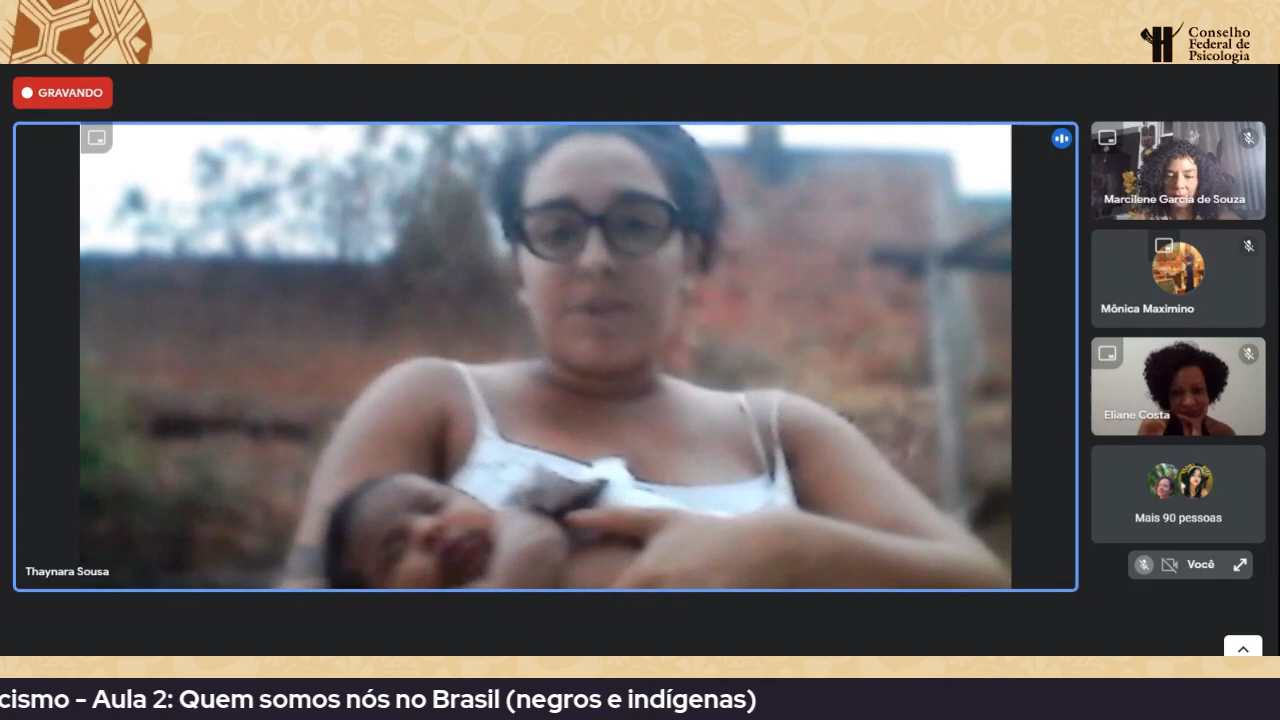 Conselho
Federal de
Psicologia
GRAVANDO
Marcilene Garcia de Souza
Mônica Maximino
Eliane Costa
Mais 90 pessoas
Thaynara Sousa
Você
cismo - Aula 2: Quem somos nós no Brasil (negros e indígenas)